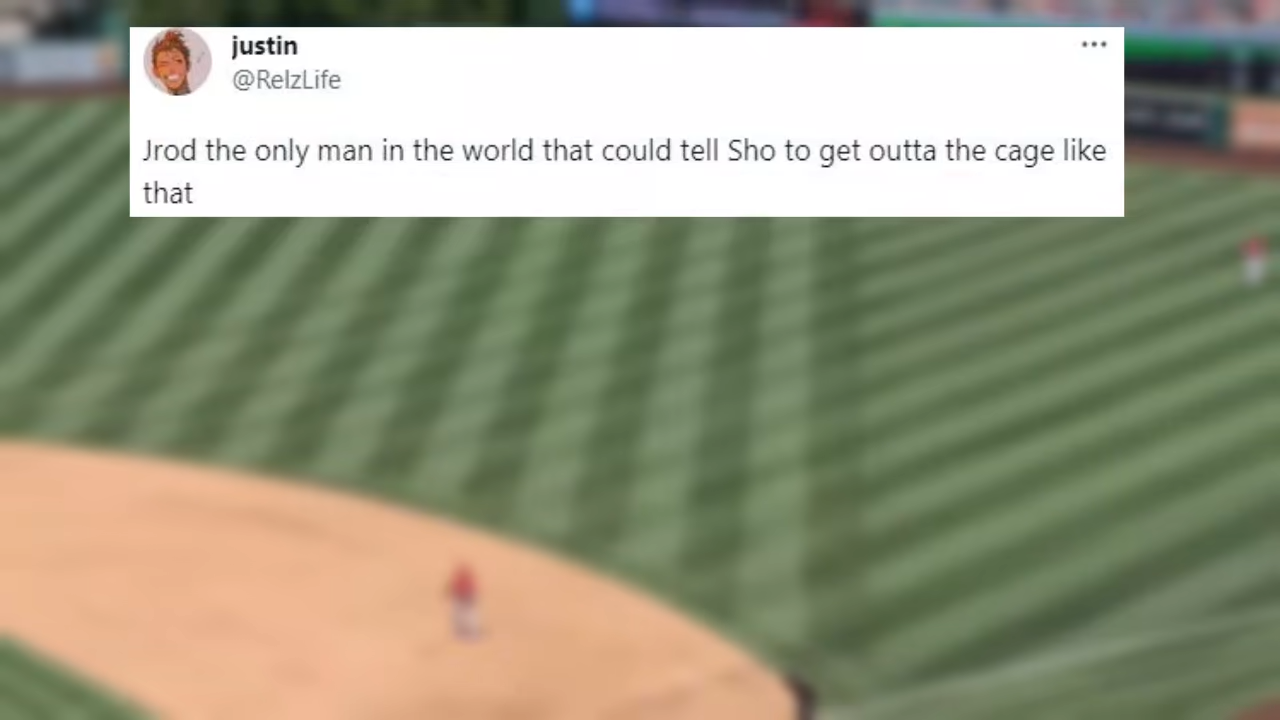 justin
@RelzLife
Jrod the only man in the world that could tell Sho to get outta the cage like
that